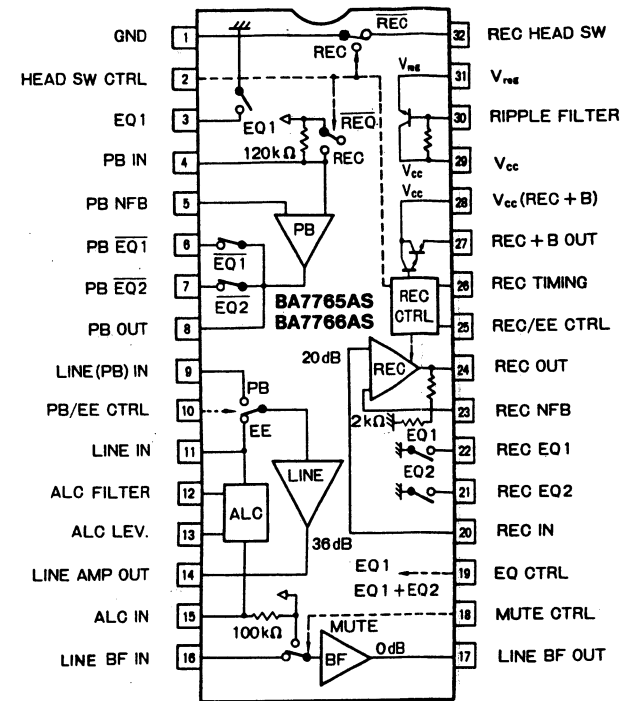 GND 1
HEAD SW CTRL 2
EQ1 3
PB IN 4
PB NFB 5
PB EQ1 6
PB EQ2 7
PB OUT 8
LINE(PB) IN 9
PB/EE CTRL 10
LINE IN 11
ALC FILTER 12
ALC LEV. 13
LINE AMP OUT 14
ALC IN 15
LINE BF IN 16
REC
REC
EQ1
REQ
120kΩ
REC
PB
EQ1
EQ2
BA7765AS
BA7766AS
PB
EE
LINE
ALC
36dB
100kΩ
MUTE
BF
0dB
Vreg
Vcc
Vcc
REC
CTRL
20dB
REC
2kΩ
EQ1
EQ2
EQ1
EQ1+EQ2
32 REC HEAD SW
31 Vreg
30 RIPPLE FILTER
29 Vcc
28 Vcc(REC+B)
27 REC+B OUT
26 REC TIMING
25 REC/EE CTRL
24 REC OUT
23 REC NFB
22 REC EQ1
21 REC EQ2
20 REC IN
19 EQ CTRL
18 MUTE CTRL
17 LINE BF OUT